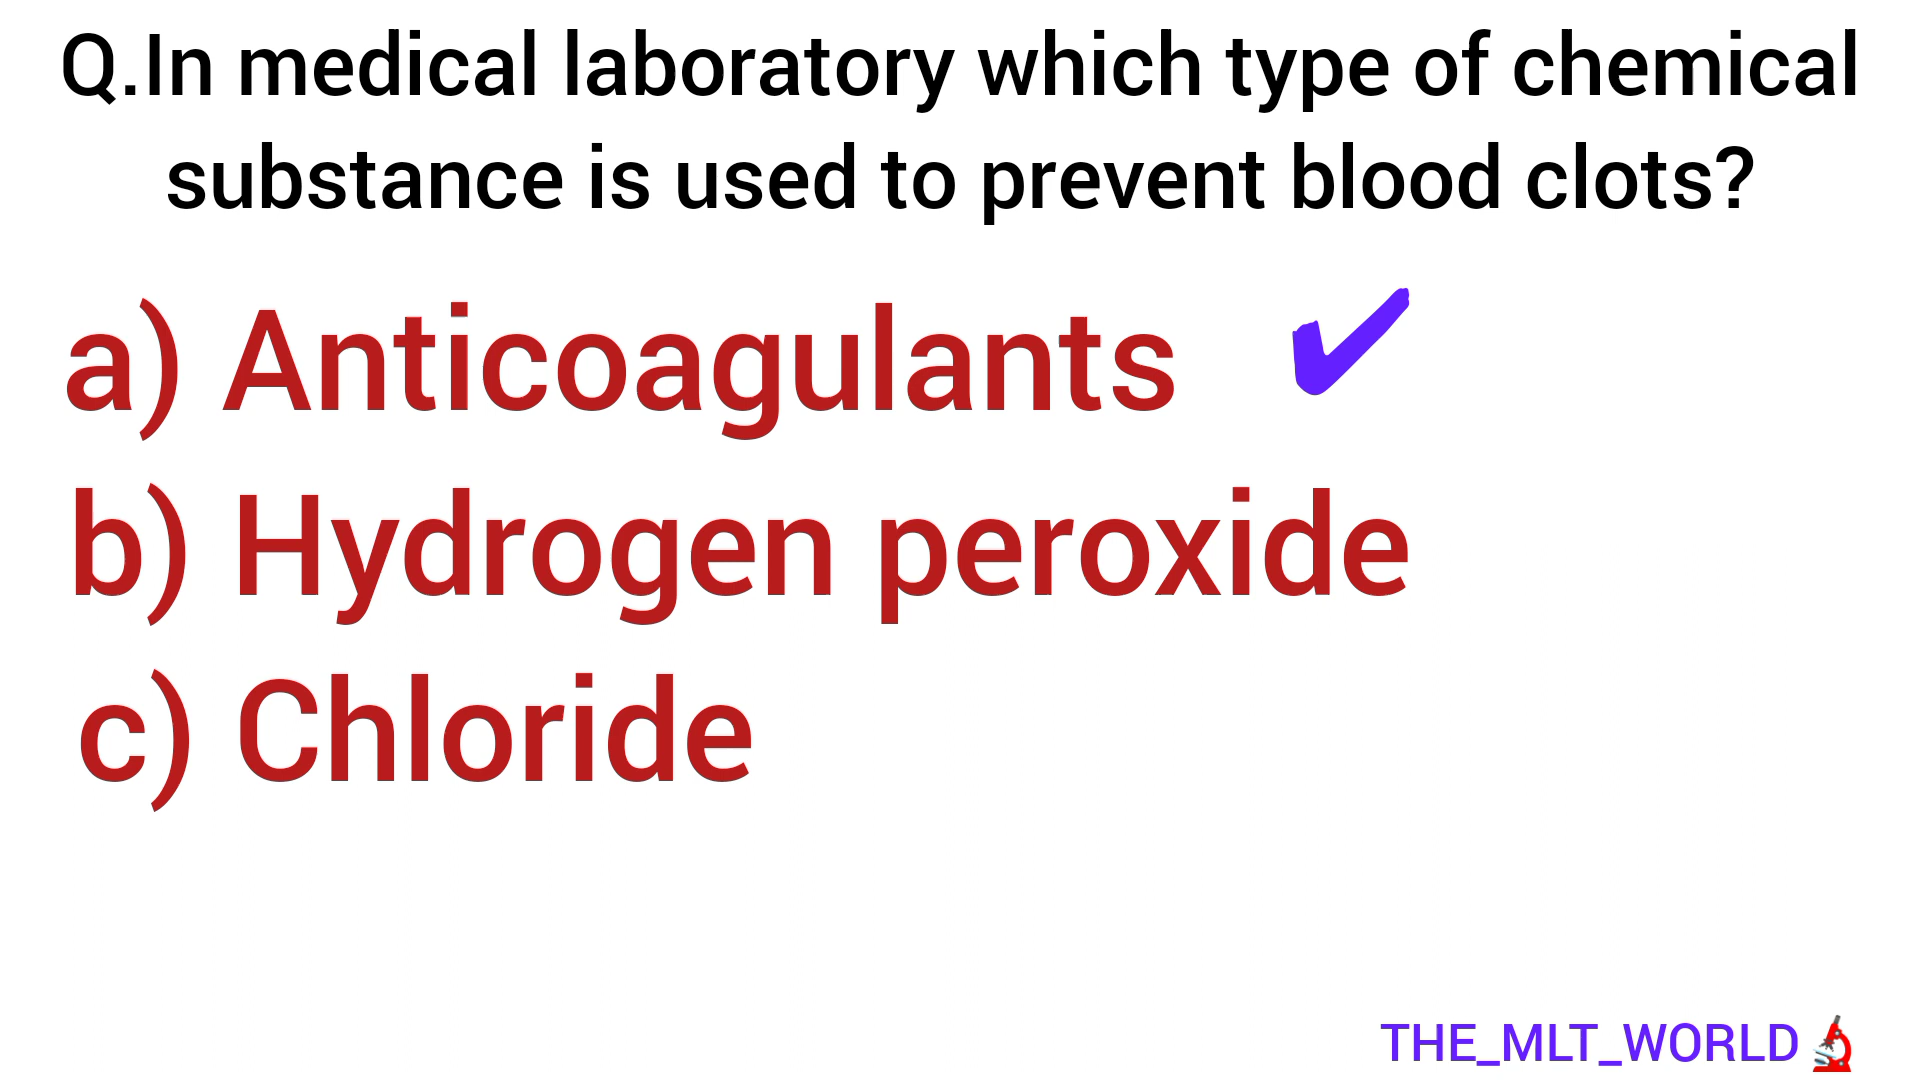 Q.In medical laboratory which type of chemical
substance is used to prevent blood clots?
a) Anticoagulants ✔
b) Hydrogen peroxide
c) Chloride
THE_MLT_WORLD🔬